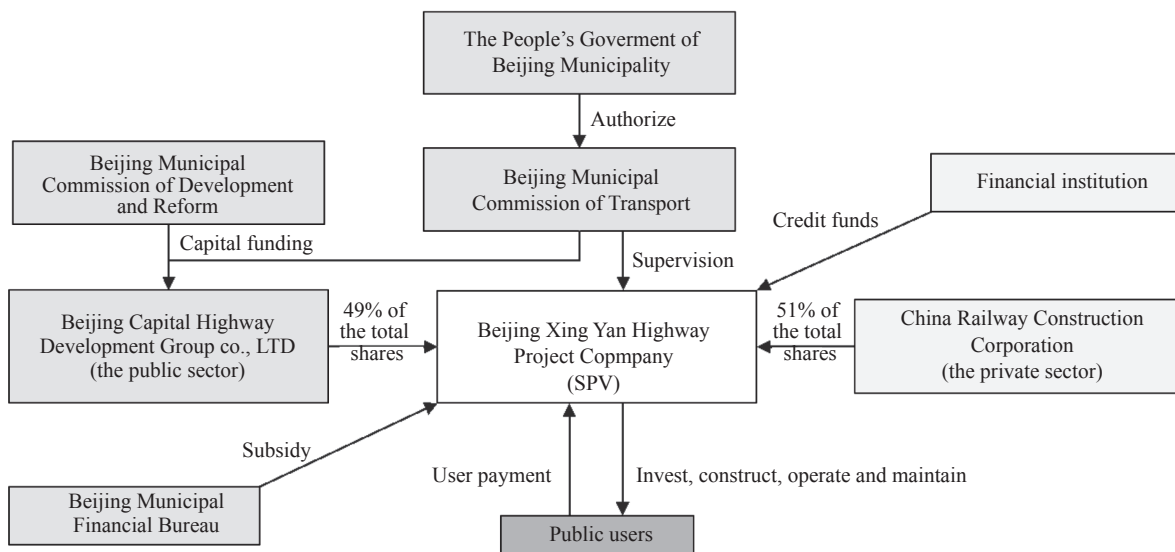 The People's Goverment of
Beijing Municipality
Authorize
Beijing Municipal
Commission of Development
and Reform
Beijing Municipal
Commission of Transport
Financial institution
Credit funds
Capital funding
Supervision
Beijing Capital Highway
Development Group co., LTD
(the public sector)
49% of
the total
shares
Beijing Xing Yan Highway
Project Copmpany
(SPV)
51% of
the total
shares
China Railway Construction
Corporation
(the private sector)
Subsidy
User payment
Invest, construct, operate and maintain
Beijing Municipal
Financial Bureau
Public users